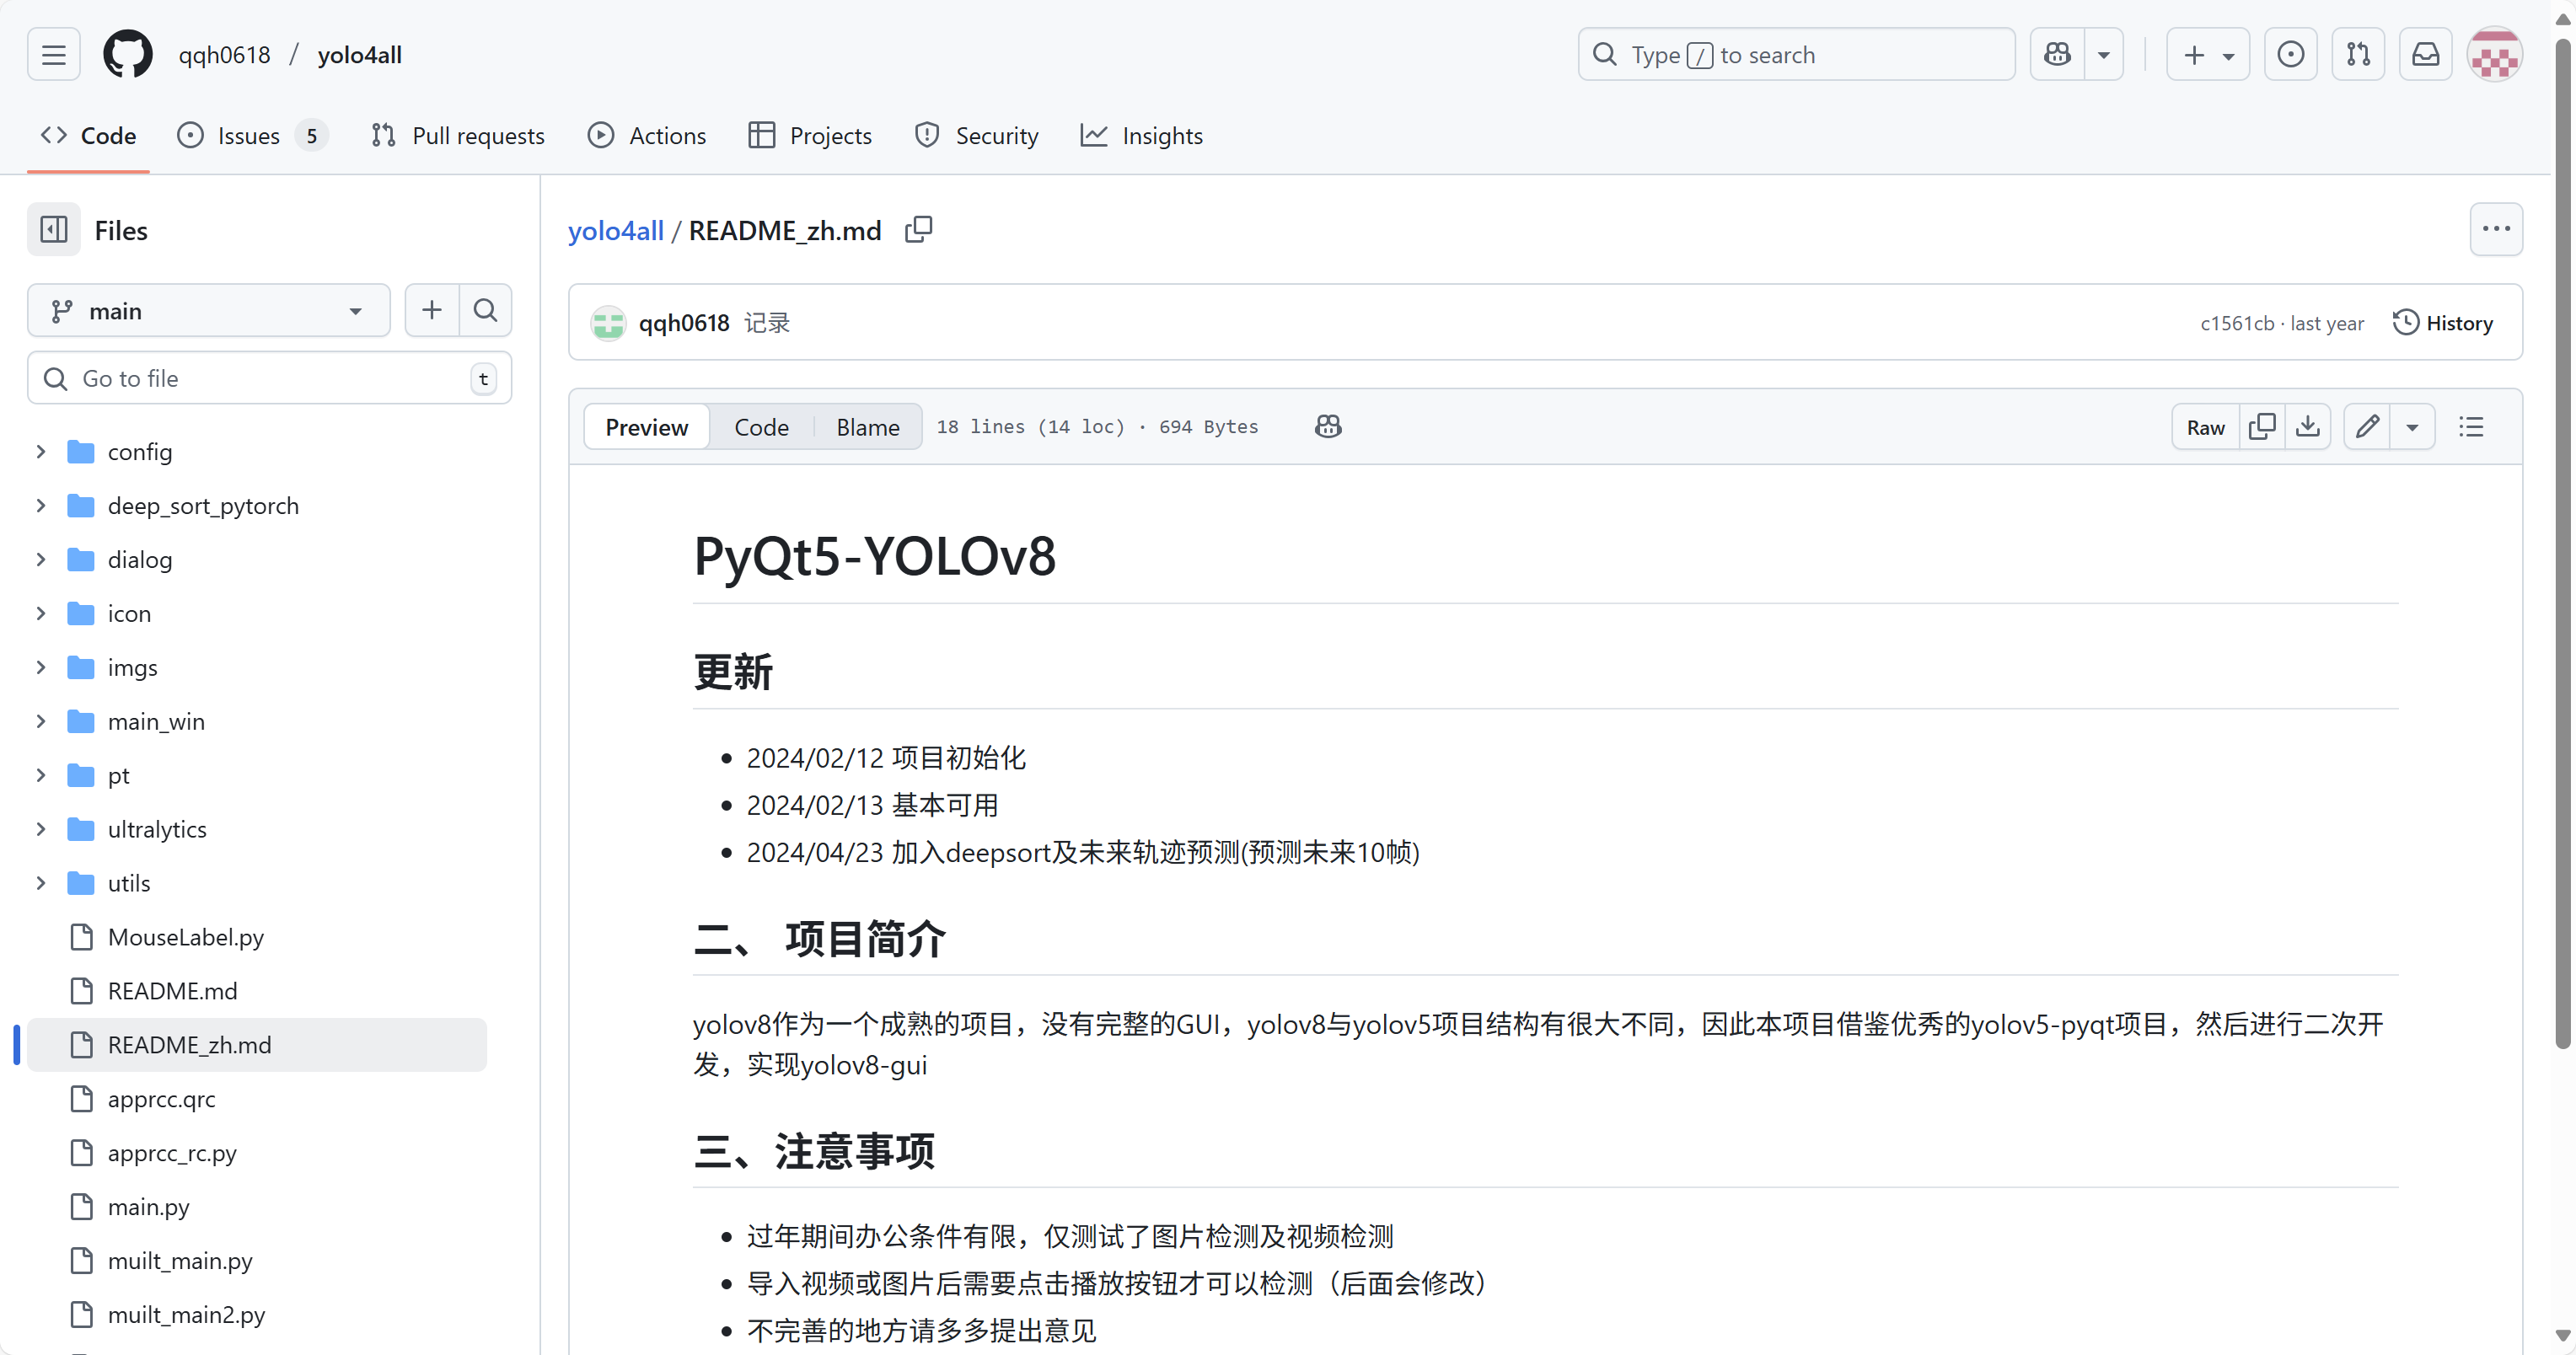 qqh0618 / yolo4all
Type / to search
Code
Issues 5
Pull requests
Actions
Projects
Security
Insights
Files
main
Go to file
t
config
deep_sort_pytorch
dialog
icon
imgs
main_win
pt
ultralytics
utils
MouseLabel.py
README.md
README_zh.md
apprcc.qrc
apprcc_rc.py
main.py
muilt_main.py
muilt_main2.py
yolo4all / README_zh.md
qqh0618 记录
c1561cb · last year
History
Preview
Code
Blame
18 lines (14 loc) · 694 Bytes
Raw
PyQt5-YOLOv8
更新
• 2024/02/12 项目初始化
• 2024/02/13 基本可用
• 2024/04/23 加入deepsort及未来轨迹预测(预测未来10帧)
二、 项目简介
yolov8作为一个成熟的项目，没有完整的GUI，yolov8与yolov5项目结构有很大不同，因此本项目借鉴优秀的yolov5-pyqt项目，然后进行二次开
发，实现yolov8-gui
三、注意事项
• 过年期间办公条件有限，仅测试了图片检测及视频检测
• 导入视频或图片后需要点击播放按钮才可以检测（后面会修改）
• 不完善的地方请多多提出意见